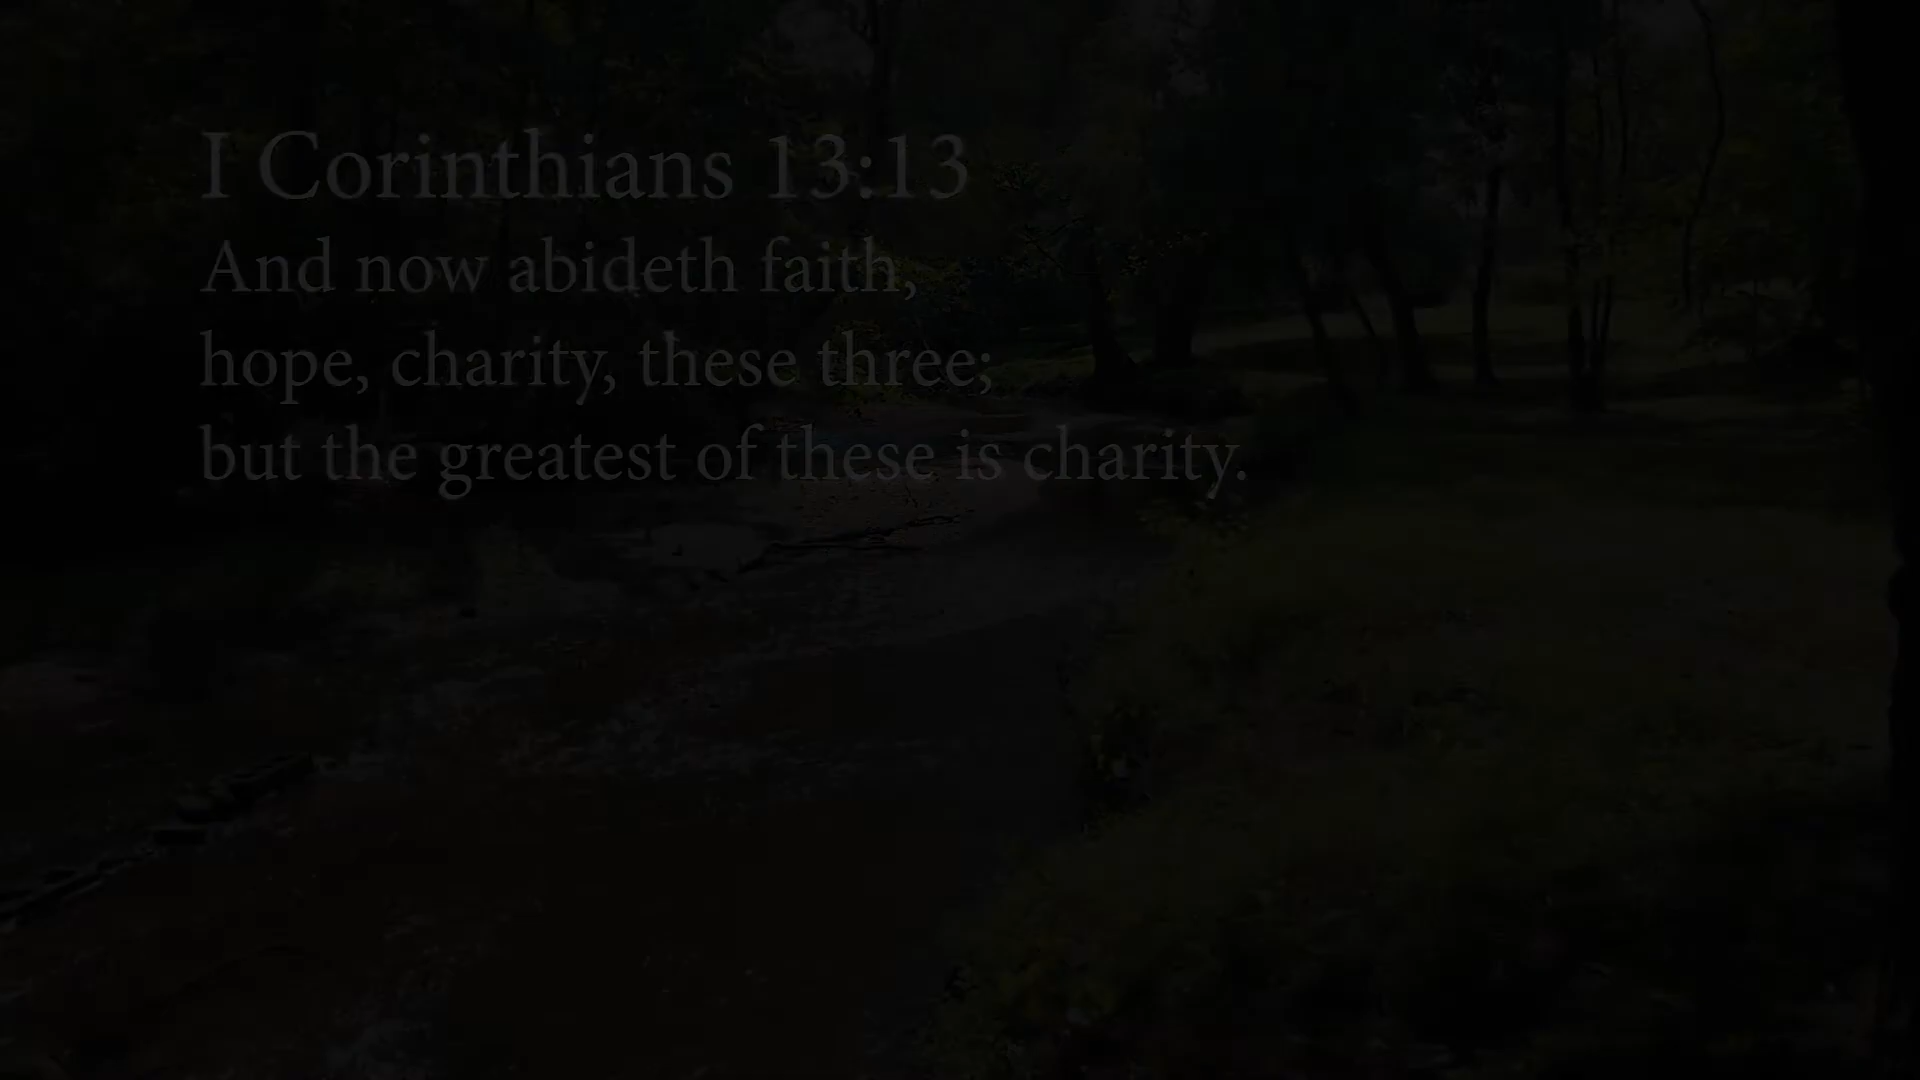 I Corinthians 13:13
And now abideth faith,
hope, charity, these three;
but the greatest of these is charity.